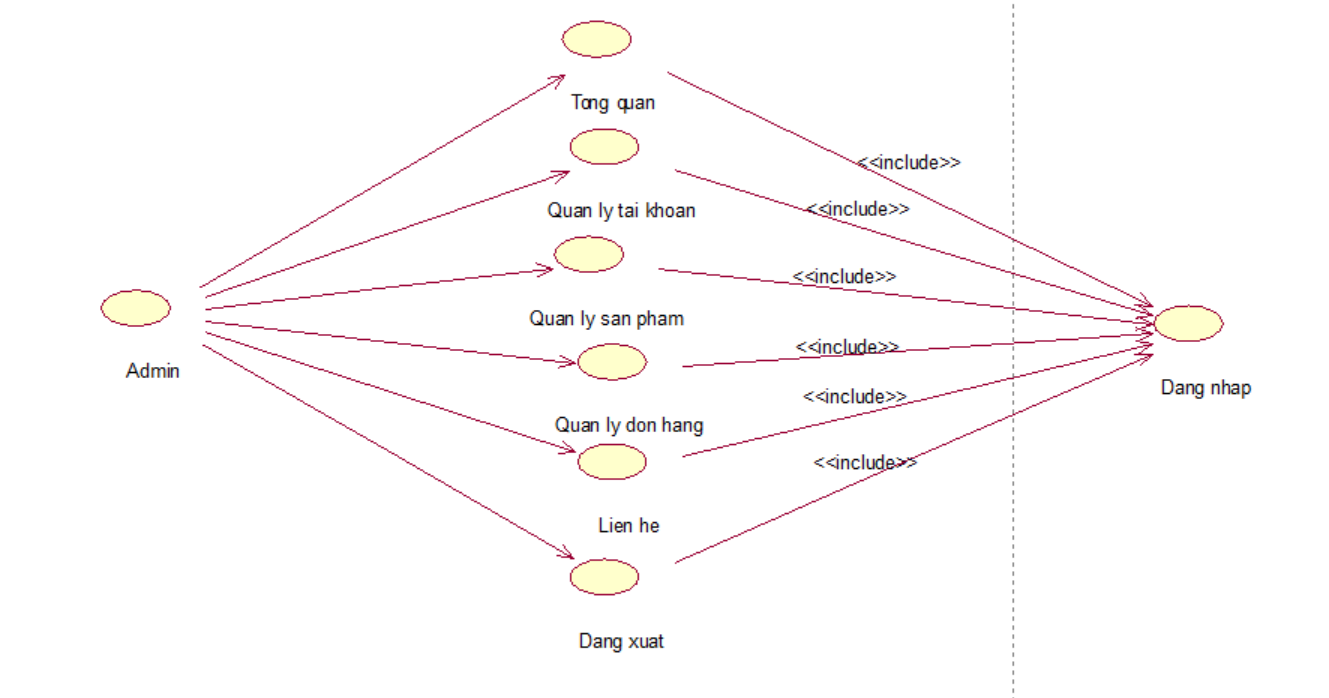 Tong quan
<<include>>
Quan ly tai khoan
<<include>>
<<include>>
Quan ly san pham
<<include>>
Admin
Dang nhap
<<include>>
Quan ly don hang
<<include>>
Lien he
Dang xuat